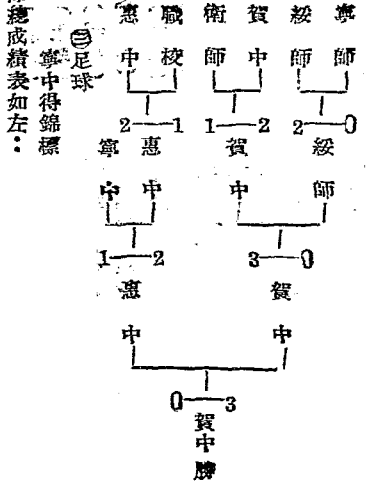 寧師
綏師
賀中
衛師
職校
惠中
2—0
1—2
2—1
綏師
賀中
惠中
寧中
3—0
1—2
賀中
惠中
0—3
賀中勝
㊂足球
寧中得錦標
總成績表如左：